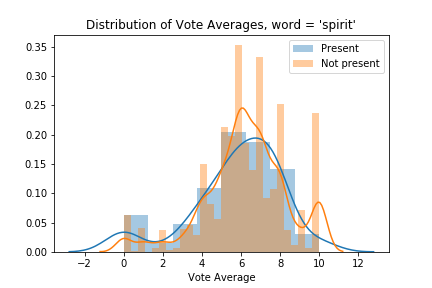 Distribution of Vote Averages, word = 'spirit'
Present
Not present
0.35
0.30
0.25
0.20
0.15
0.10
0.05
0.00
−2 0 2 4 6 8 10 12
Vote Average